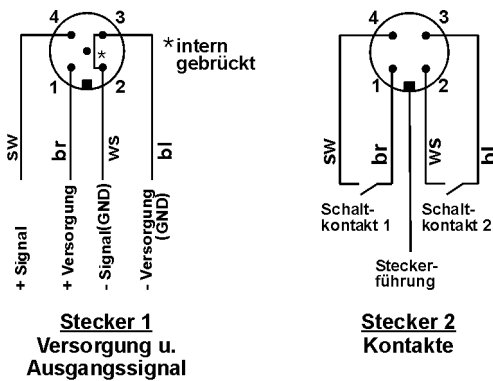 4 3
* intern
gebrückt
*
1 2
sw br ws bl
+ Signal
+ Versorgung
- Signal(GND)
- Versorgung
(GND)
Stecker 1
Versorgung u.
Ausgangssignal
4 3
1 2
sw br ws bl
Schalt-
kontakt 1
Schalt-
kontakt 2
Stecker-
führung
Stecker 2
Kontakte